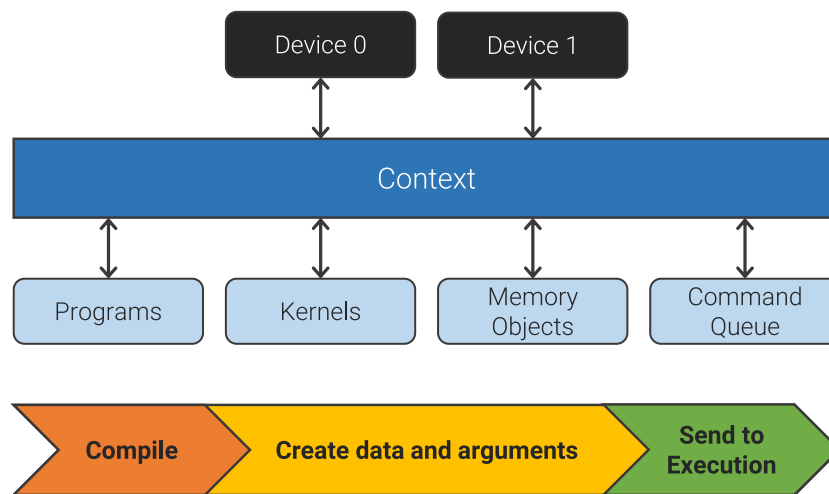 Device 0
Device 1
Context
Programs
Kernels
Memory
Objects
Command
Queue
Compile
Create data and arguments
Send to
Execution